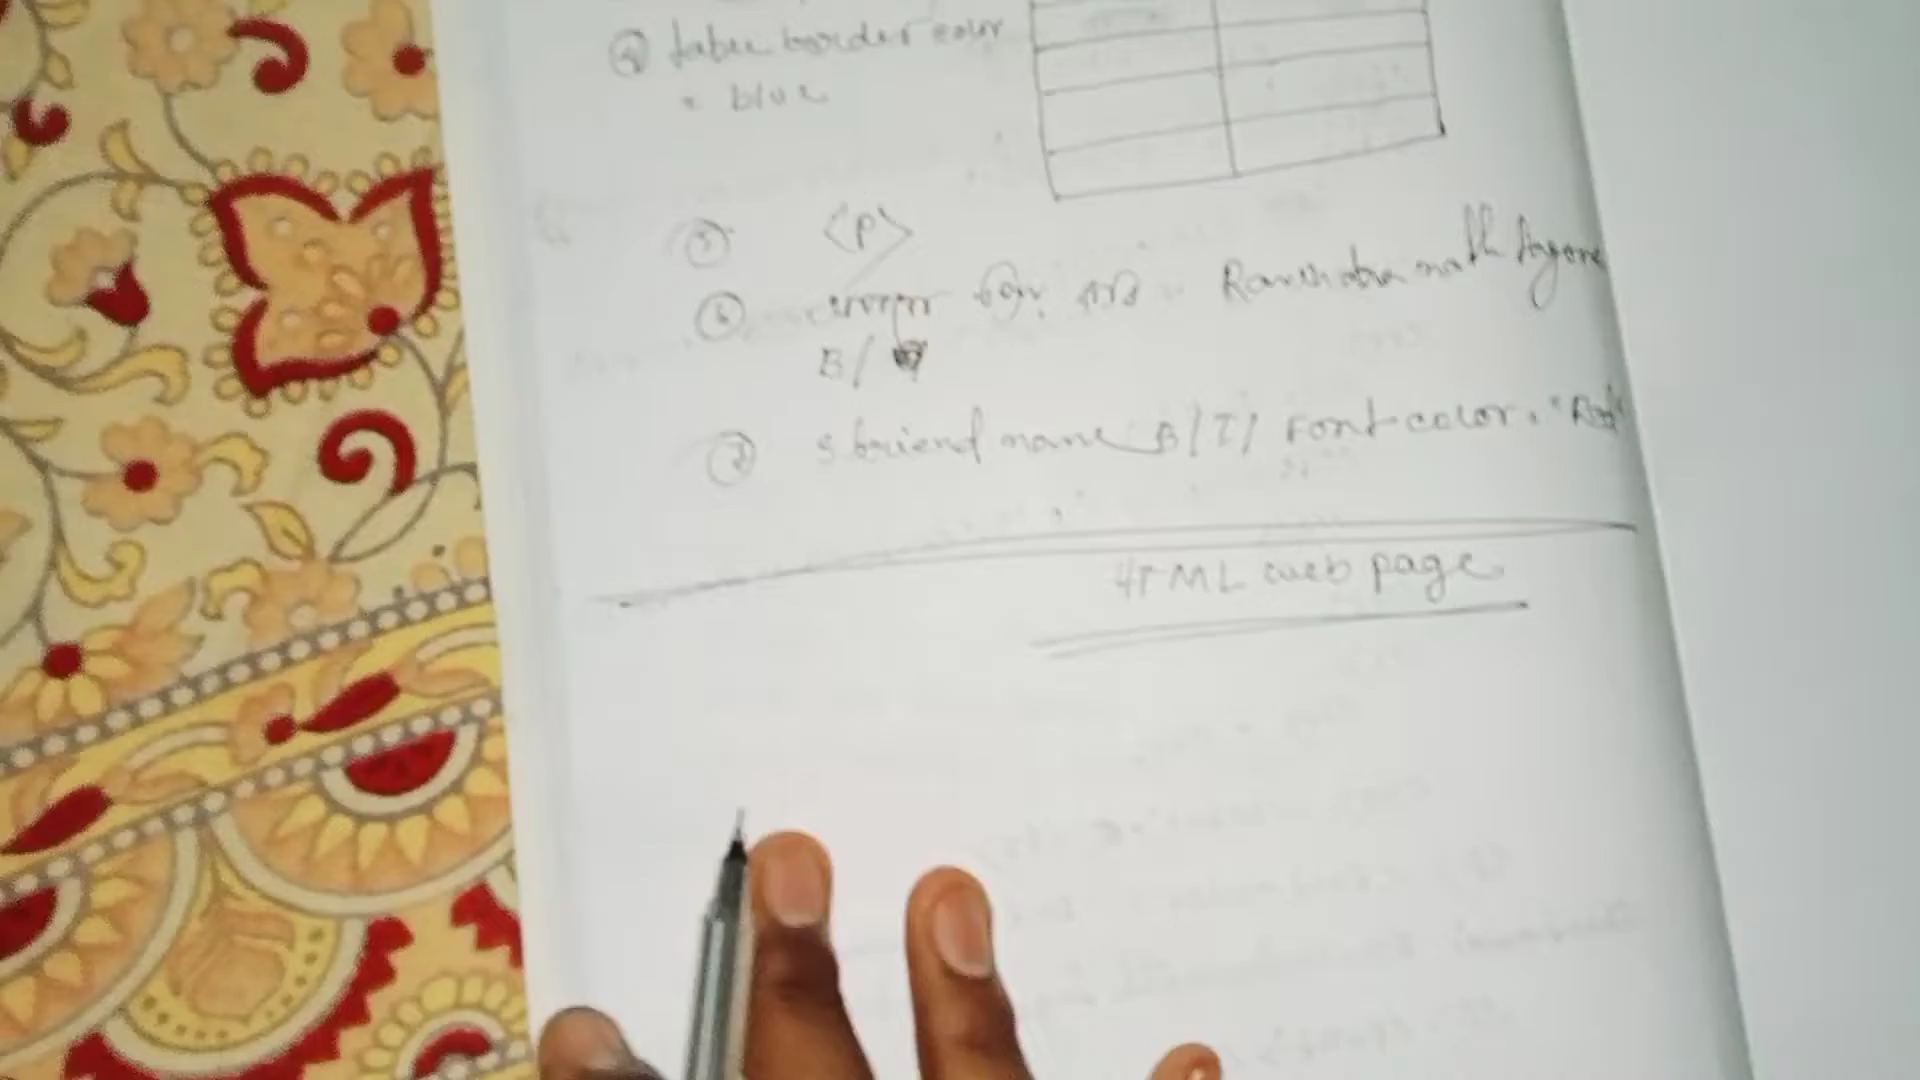 ④ table border color
= blue
⑤ <P>
⑥ Rabindranath Tagore
B/
⑦ 5 friend name B/I/ Font color = "Red"
HTML web page